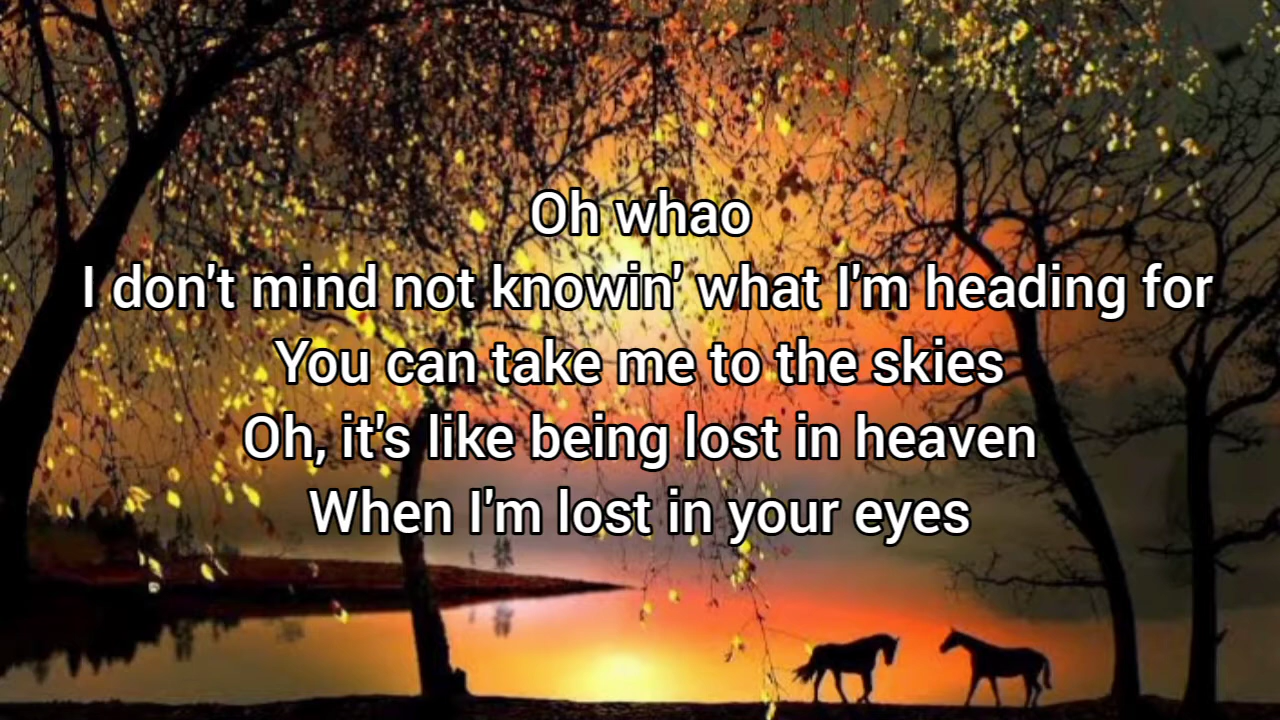 Oh whao
I don't mind not knowin' what I'm heading for
You can take me to the skies
Oh, it's like being lost in heaven
When I'm lost in your eyes